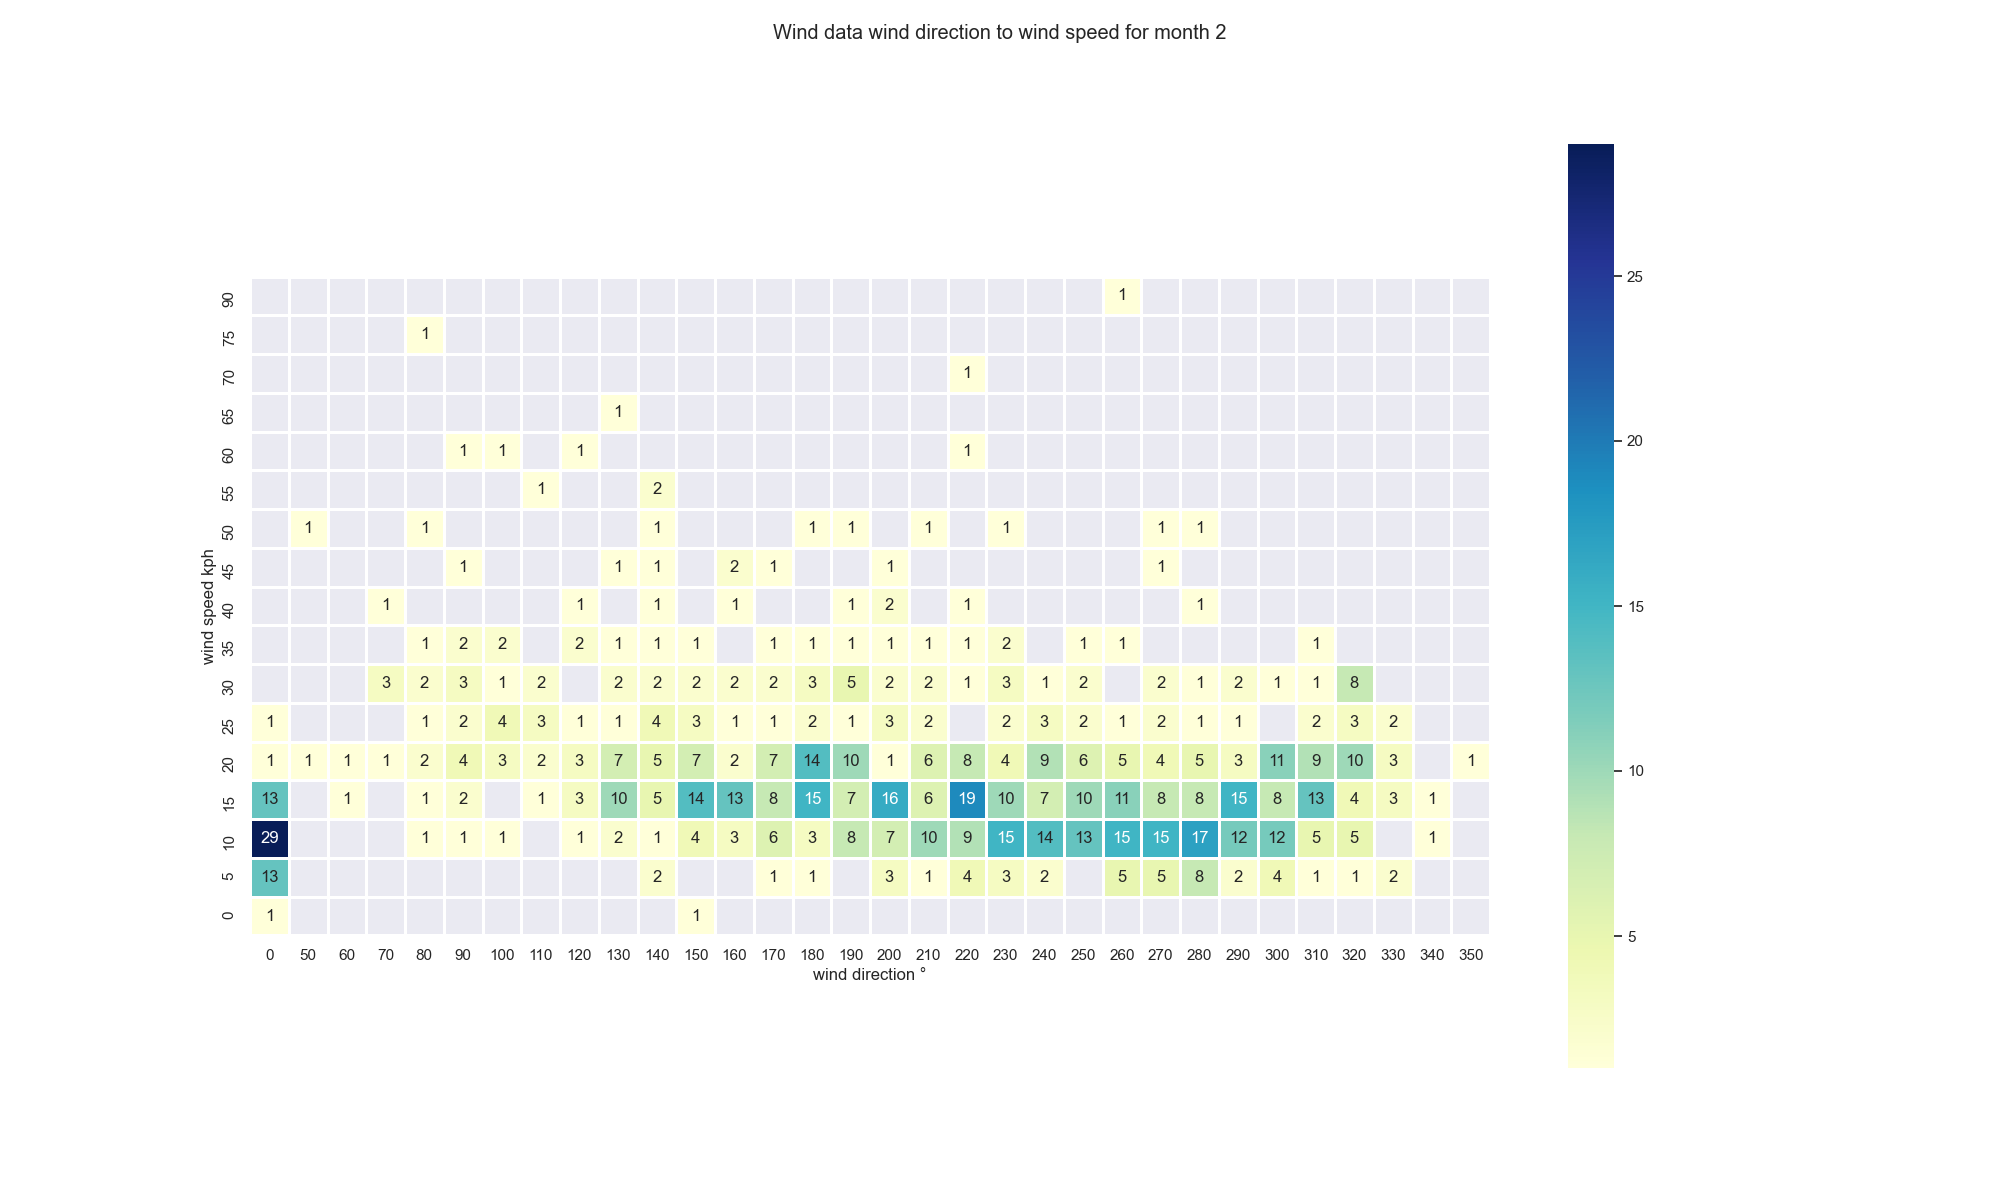 Wind data wind direction to wind speed for month 2
wind speed kph
90 1
75 1
70 1
65 1
60 1 1 1 1
55 1 2
50 1 1 1 1 1 1 1 1 1
45 1 1 1 2 1 1 1
40 1 1 1 1 1 2 1 1
35 1 2 2 2 1 1 1 1 1 1 1 1 1 2 1 1 1
30 3 2 3 1 2 2 2 2 2 2 3 5 2 2 1 3 1 2 2 1 2 1 1 8
25 1 1 2 4 3 1 1 4 3 1 1 2 1 3 2 2 3 2 1 2 1 1 2 3 2
20 1 1 1 1 2 4 3 2 3 7 5 7 2 7 14 10 1 6 8 4 9 6 5 4 5 3 11 9 10 3 1
15 13 1 1 2 1 3 10 5 14 13 8 15 7 16 6 19 10 7 10 11 8 8 15 8 13 4 3 1
10 29 1 1 1 1 2 1 4 3 6 3 8 7 10 9 15 14 13 15 15 17 12 12 5 5 1
5 13 2 1 1 3 1 4 3 2 5 5 8 2 4 1 1 2
0 1 1
0 50 60 70 80 90 100 110 120 130 140 150 160 170 180 190 200 210 220 230 240 250 260 270 280 290 300 310 320 330 340 350
wind direction °
25
20
15
10
5